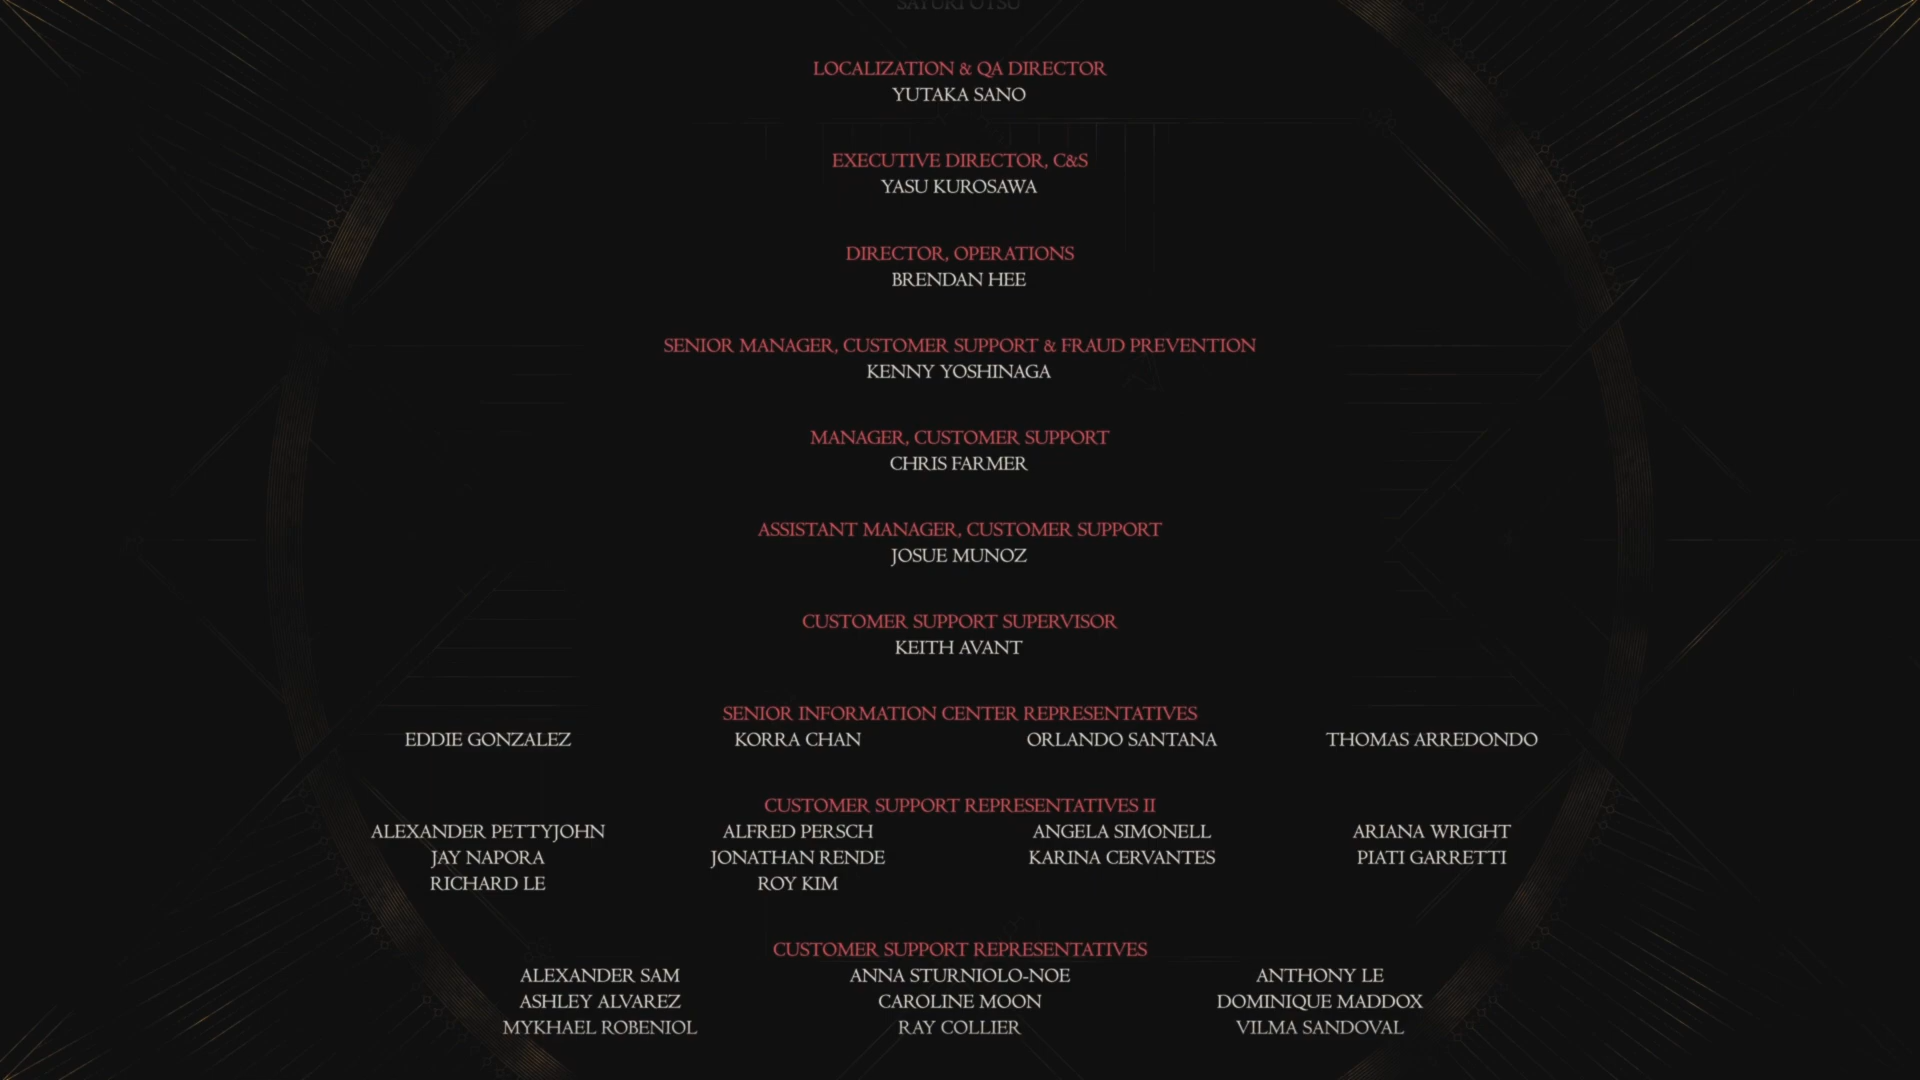 SATURI OTSU
LOCALIZATION & QA DIRECTOR
YUTAKA SANO
EXECUTIVE DIRECTOR, C&S
YASU KUROSAWA
DIRECTOR, OPERATIONS
BRENDAN HEE
SENIOR MANAGER, CUSTOMER SUPPORT & FRAUD PREVENTION
KENNY YOSHINAGA
MANAGER, CUSTOMER SUPPORT
CHRIS FARMER
ASSISTANT MANAGER, CUSTOMER SUPPORT
JOSUE MUNOZ
CUSTOMER SUPPORT SUPERVISOR
KEITH AVANT
SENIOR INFORMATION CENTER REPRESENTATIVES
EDDIE GONZALEZ KORRA CHAN ORLANDO SANTANA THOMAS ARREDONDO
CUSTOMER SUPPORT REPRESENTATIVES II
ALEXANDER PETTYJOHN ALFRED PERSCH ANGELA SIMONELL ARIANA WRIGHT
JAY NAPORA JONATHAN RENDE KARINA CERVANTES PIATI GARRETTI
RICHARD LE ROY KIM
CUSTOMER SUPPORT REPRESENTATIVES
ALEXANDER SAM ANNA STURNIOLO-NOE ANTHONY LE
ASHLEY ALVAREZ CAROLINE MOON DOMINIQUE MADDOX
MYKHAEL ROBENIOL RAY COLLIER VILMA SANDOVAL